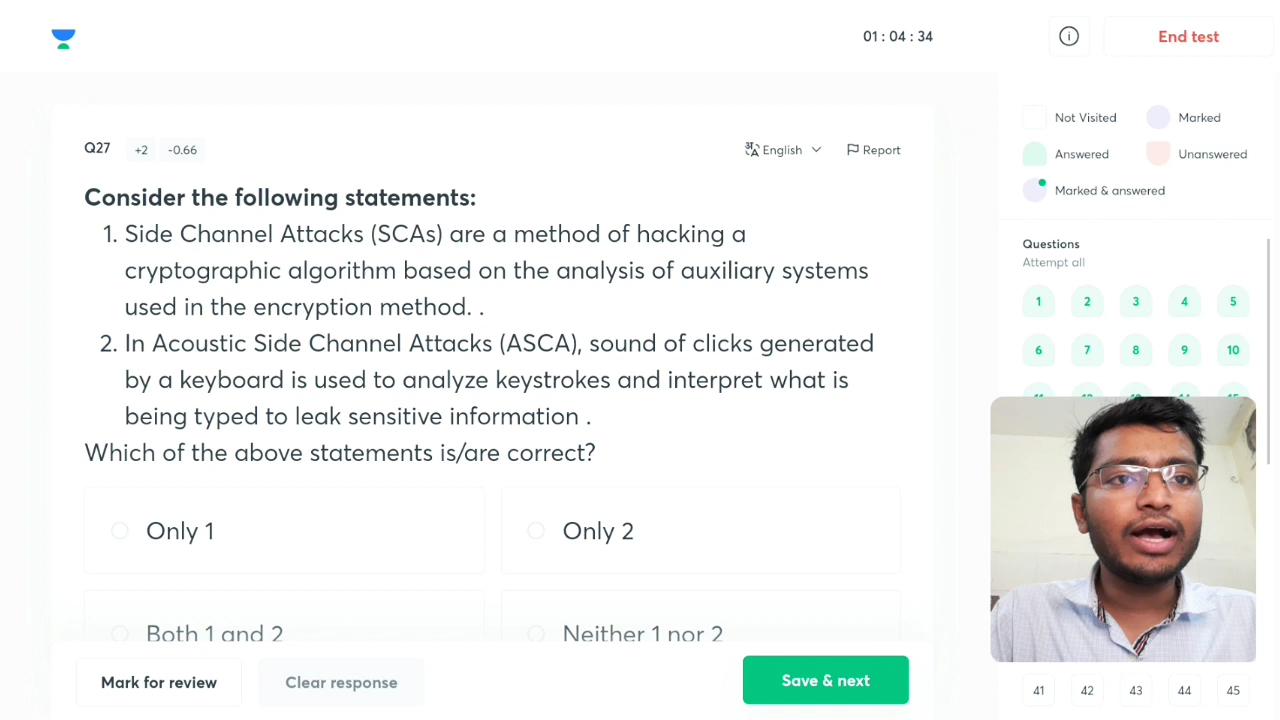 01 : 04 : 34
End test
Q27
+2
-0.66
English
Report
Consider the following statements:
1. Side Channel Attacks (SCAs) are a method of hacking a
cryptographic algorithm based on the analysis of auxiliary systems
used in the encryption method. .
2. In Acoustic Side Channel Attacks (ASCA), sound of clicks generated
by a keyboard is used to analyze keystrokes and interpret what is
being typed to leak sensitive information .
Which of the above statements is/are correct?
Only 1
Only 2
Both 1 and 2
Neither 1 nor 2
Mark for review
Clear response
Save & next
Not Visited
Marked
Answered
Unanswered
Marked & answered
Questions
Attempt all
1 2 3 4 5
6 7 8 9 10
41 42 43 44 45